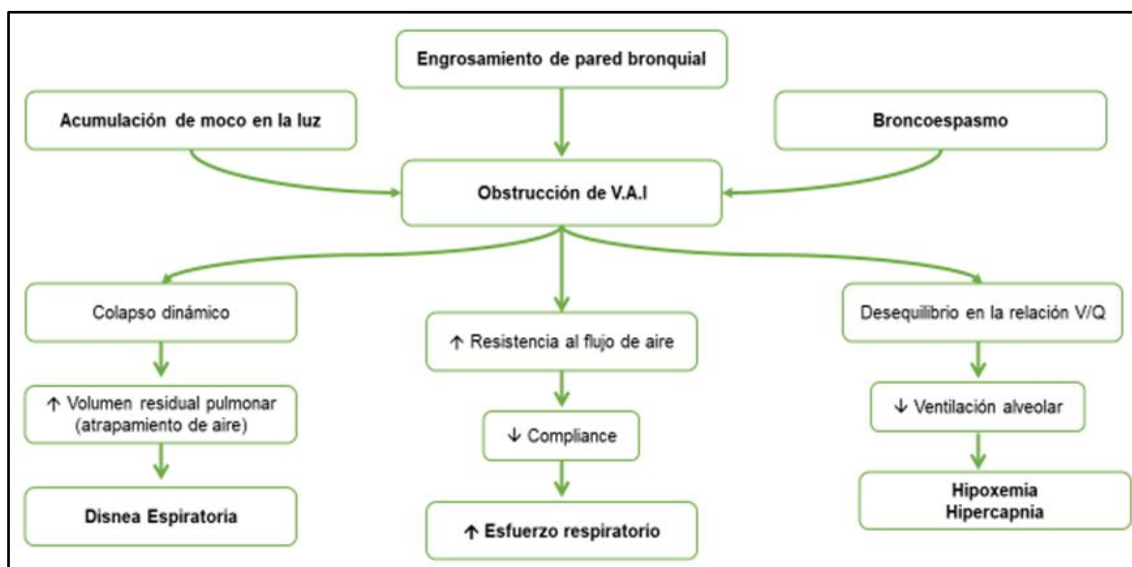 Engrosamiento de pared bronquial
Acumulación de moco en la luz
Broncoespasmo
Obstrucción de V.A.I
Colapso dinámico
↑ Resistencia al flujo de aire
Desequilibrio en la relación V/Q
↑ Volumen residual pulmonar
(atrapamiento de aire)
↓ Compliance
↓ Ventilación alveolar
Disnea Espiratoria
↑ Esfuerzo respiratorio
Hipoxemia
Hipercapnia